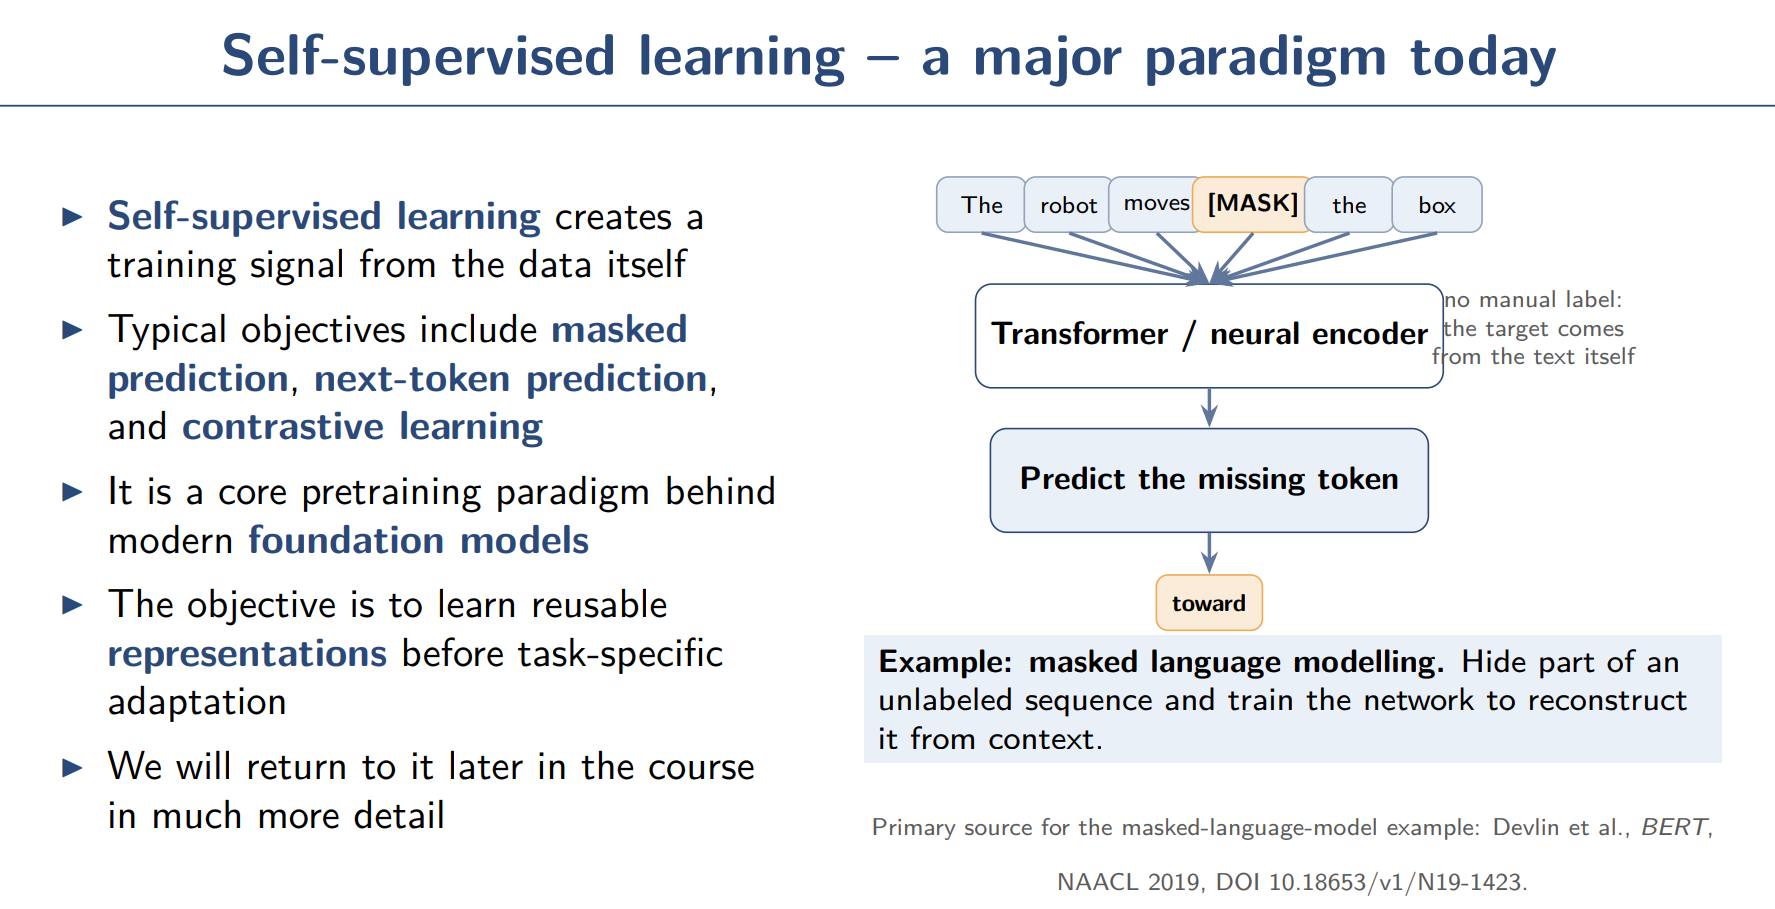 Self-supervised learning – a major paradigm today
▶ Self-supervised learning creates a
training signal from the data itself
▶ Typical objectives include masked
prediction, next-token prediction,
and contrastive learning
▶ It is a core pretraining paradigm behind
modern foundation models
▶ The objective is to learn reusable
representations before task-specific
adaptation
▶ We will return to it later in the course
in much more detail
The robot moves [MASK] the box
Transformer / neural encoder
no manual label:
the target comes
from the text itself
Predict the missing token
toward
Example: masked language modelling. Hide part of an
unlabeled sequence and train the network to reconstruct
it from context.
Primary source for the masked-language-model example: Devlin et al., BERT,
NAACL 2019, DOI 10.18653/v1/N19-1423.